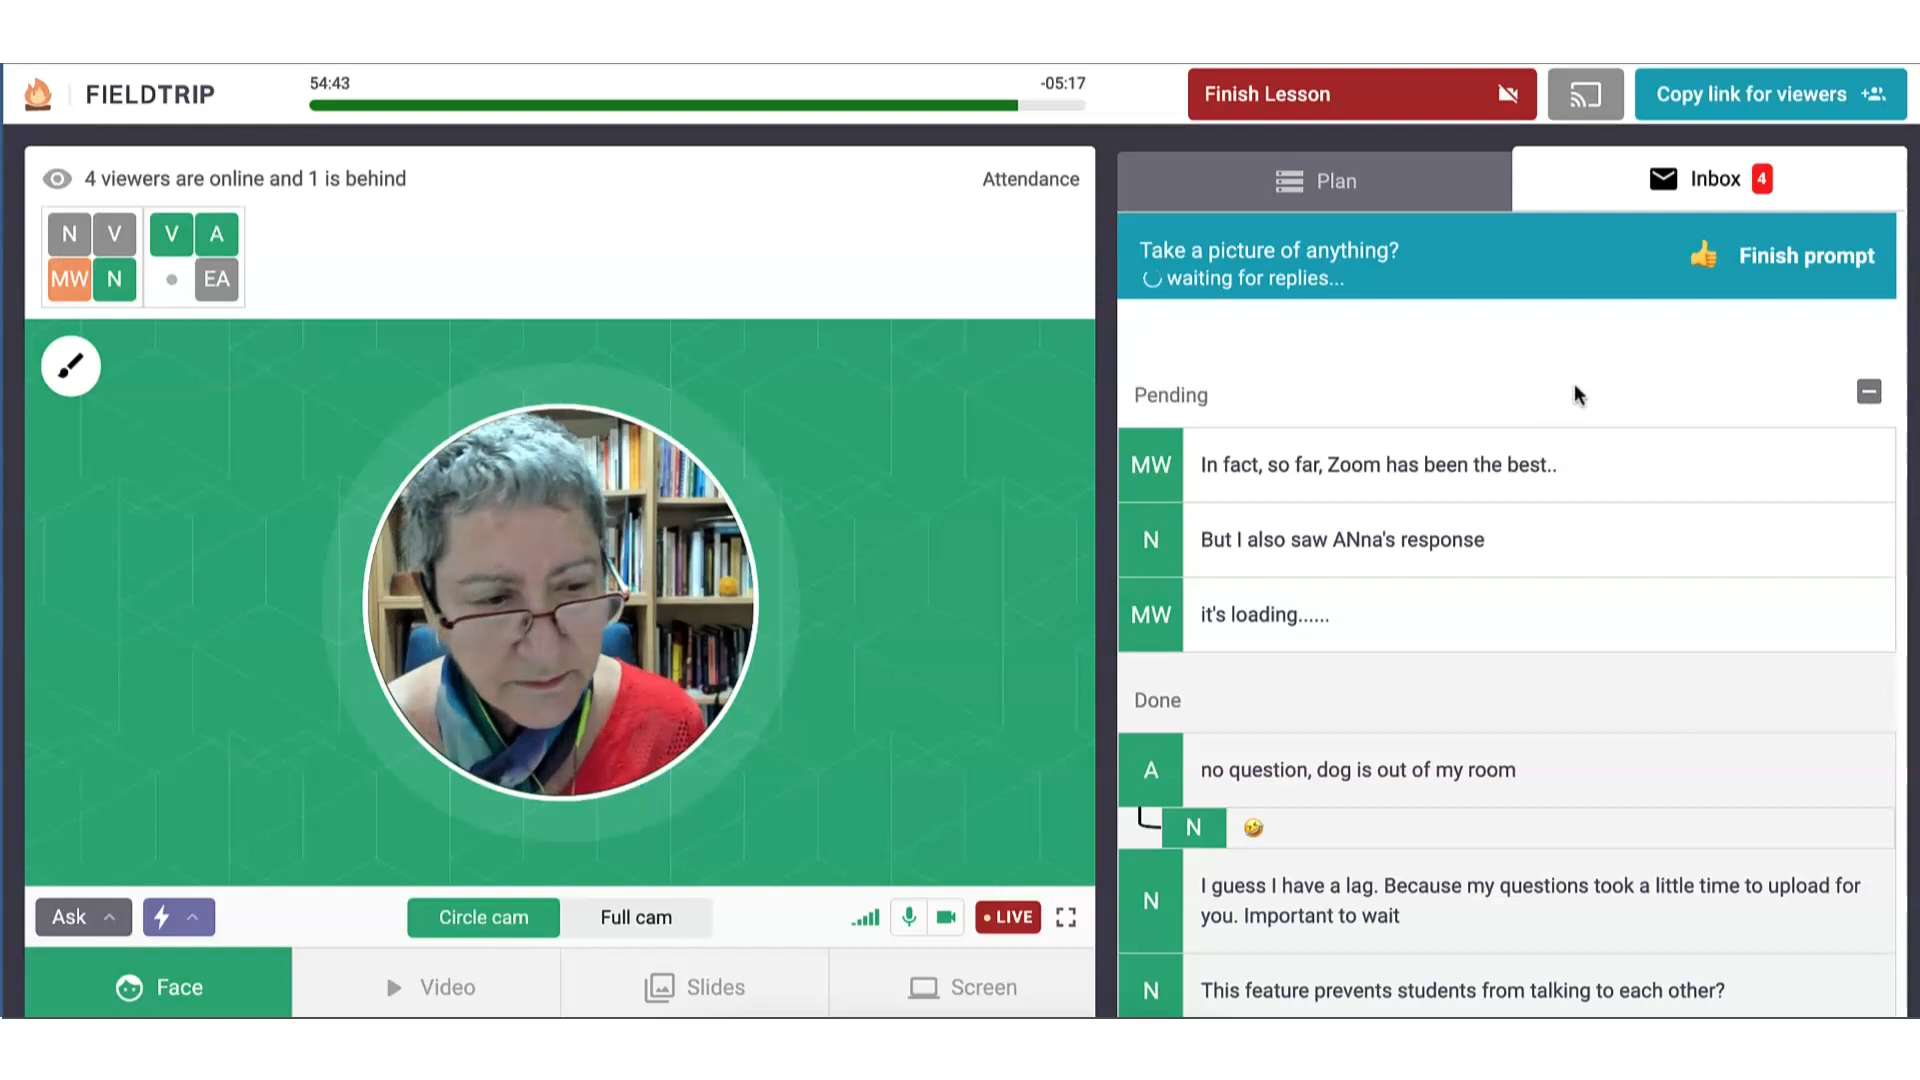 FIELDTRIP
54:43
-05:17
Finish Lesson
Copy link for viewers
4 viewers are online and 1 is behind
Attendance
N V V A
MW N EA
Plan
Inbox 4
Take a picture of anything?
waiting for replies...
Finish prompt
Pending
MW In fact, so far, Zoom has been the best..
N But I also saw ANna's response
MW it's loading......
Done
A no question, dog is out of my room
N 🤣
N I guess I have a lag. Because my questions took a little time to upload for
you. Important to wait
N This feature prevents students from talking to each other?
Ask
Circle cam
Full cam
LIVE
Face
Video
Slides
Screen